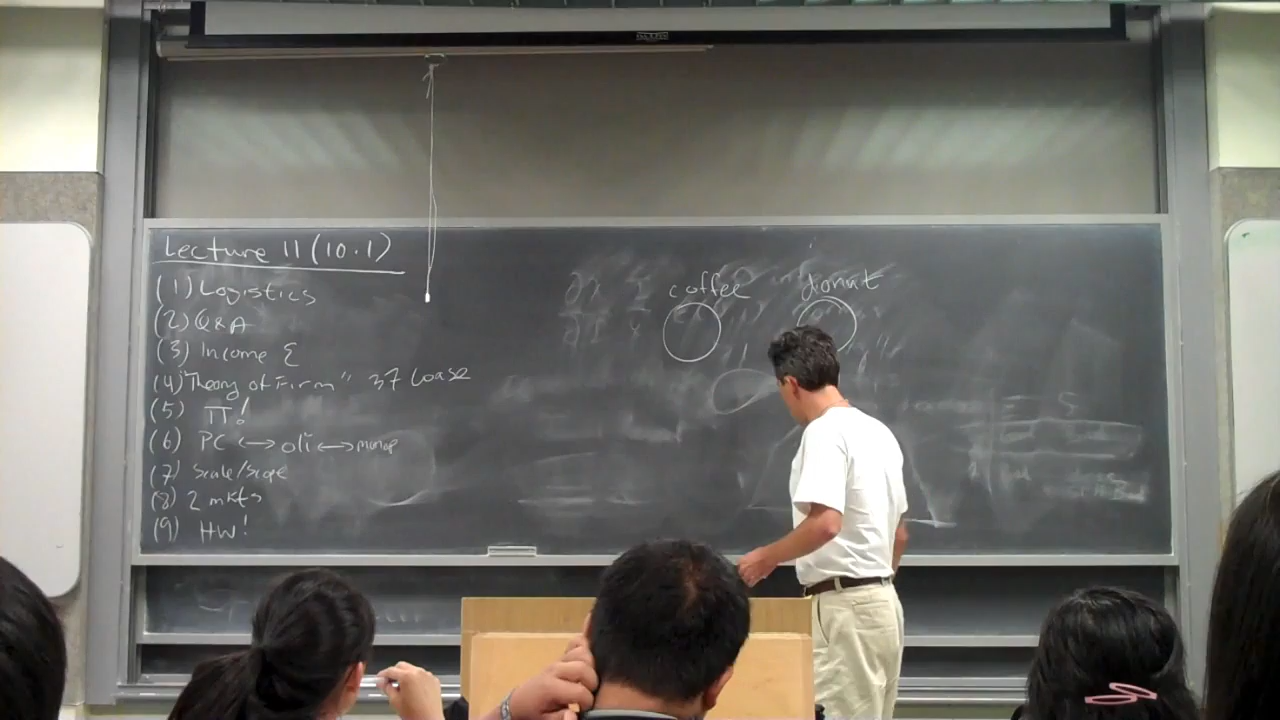 Lecture 11 (10.1)
(1) Logistics
(2) Q&A
(3) Income Σ
(4) "Theory of Firm" 37 Coase
(5) π!
(6) PC <-> oli <-> monop
(7) Scale/Scope
(8) 2 mkts
(9) HW!
coffee donut